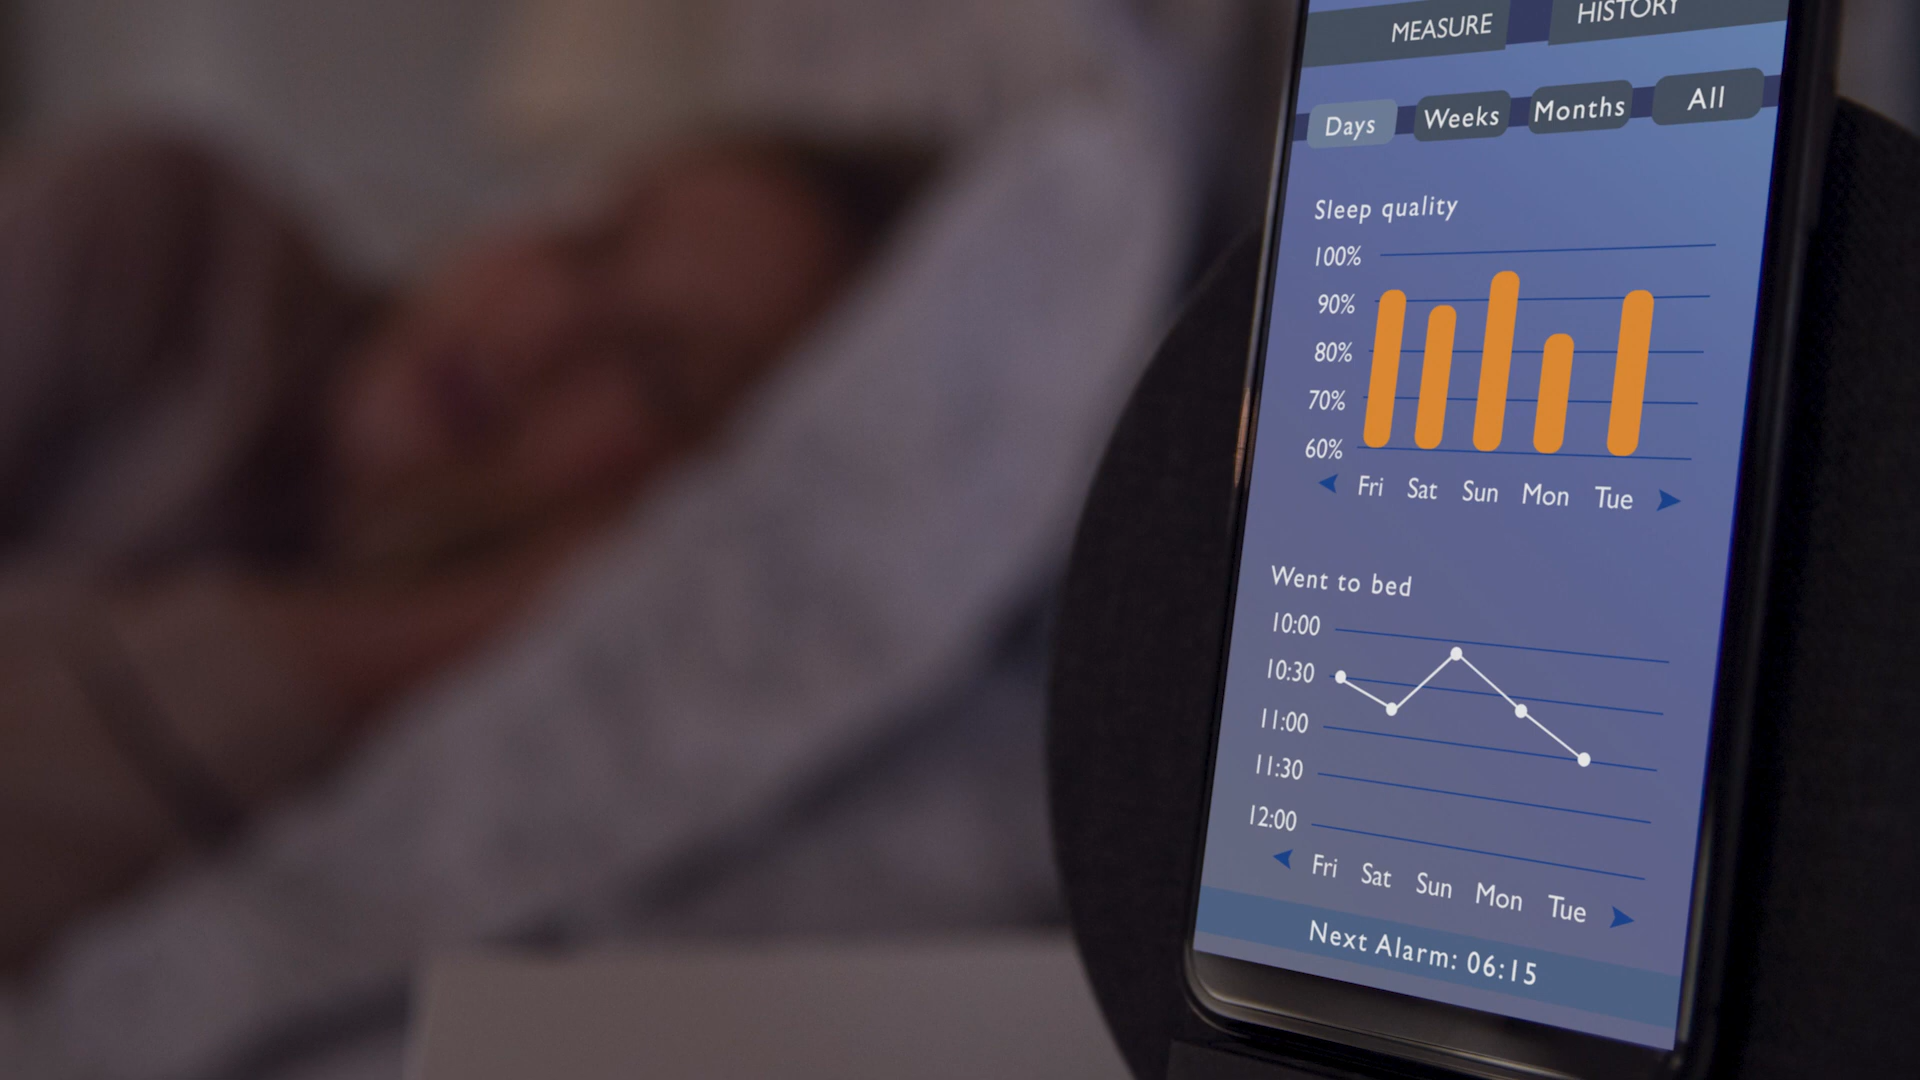 MEASURE HISTORY
Days Weeks Months All
Sleep quality
100%
90%
80%
70%
60%
Fri Sat Sun Mon Tue
Went to bed
10:00
10:30
11:00
11:30
12:00
Fri Sat Sun Mon Tue
Next Alarm: 06:15